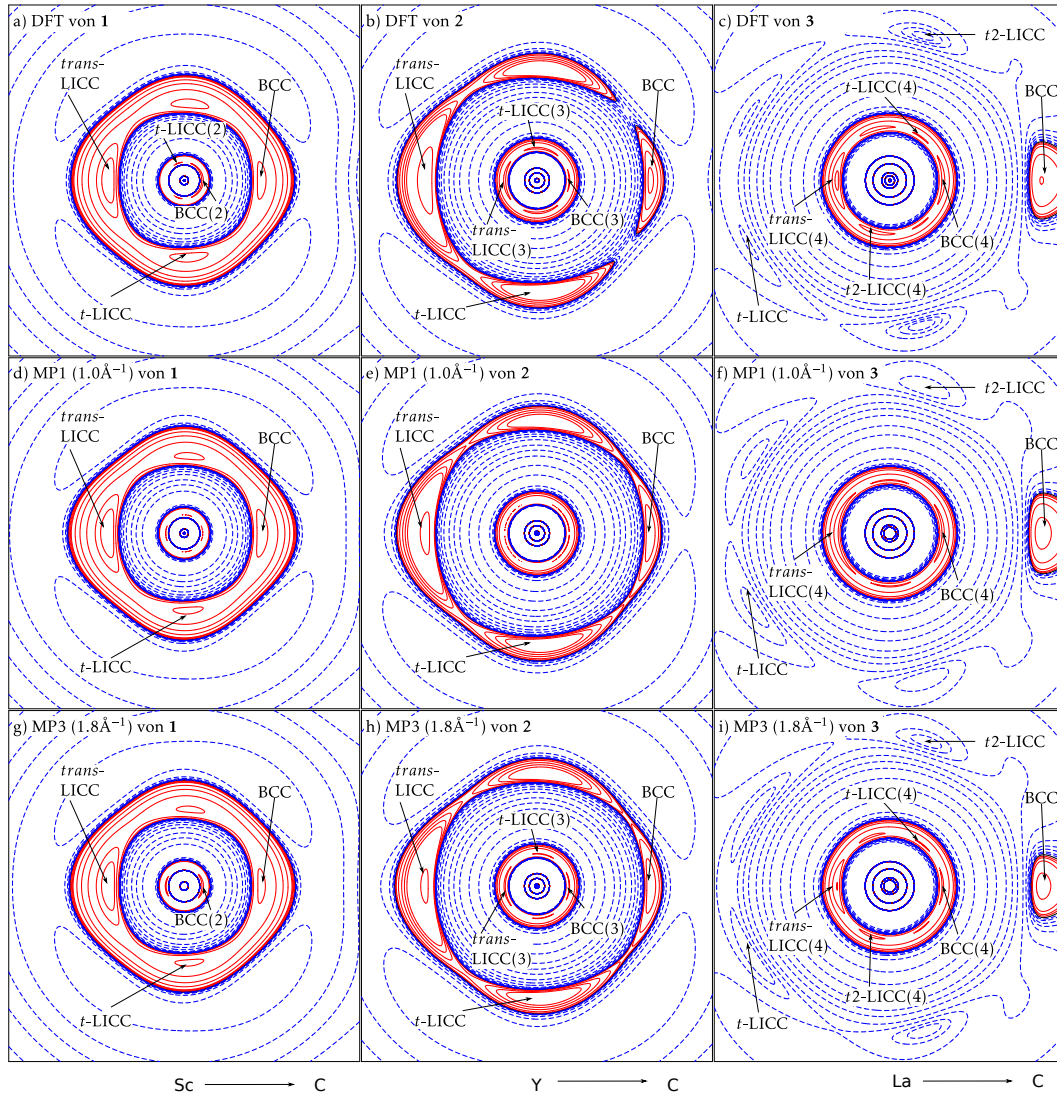 a) DFT von 1
trans-
LICC
BCC
t-LICC(2)
BCC(2)
t-LICC
b) DFT von 2
trans-
LICC
BCC
t-LICC(3)
trans-
LICC(3)
BCC(3)
t-LICC
c) DFT von 3
t2-LICC
BCC
t-LICC(4)
trans-
LICC(4)
BCC(4)
t-LICC
t2-LICC(4)
d) MP1 (1.0Å⁻¹) von 1
trans-
LICC
BCC
t-LICC
e) MP1 (1.0Å⁻¹) von 2
trans-
LICC
BCC
t-LICC
f) MP1 (1.0Å⁻¹) von 3
t2-LICC
BCC
trans-
LICC(4)
BCC(4)
t-LICC
g) MP3 (1.8Å⁻¹) von 1
trans-
LICC
BCC
BCC(2)
t-LICC
h) MP3 (1.8Å⁻¹) von 2
trans-
LICC
BCC
t-LICC(3)
trans-
LICC(3)
BCC(3)
t-LICC
i) MP3 (1.8Å⁻¹) von 3
t2-LICC
BCC
t-LICC(4)
trans-
LICC(4)
BCC(4)
t-LICC
t2-LICC(4)
Sc C
Y C
La C